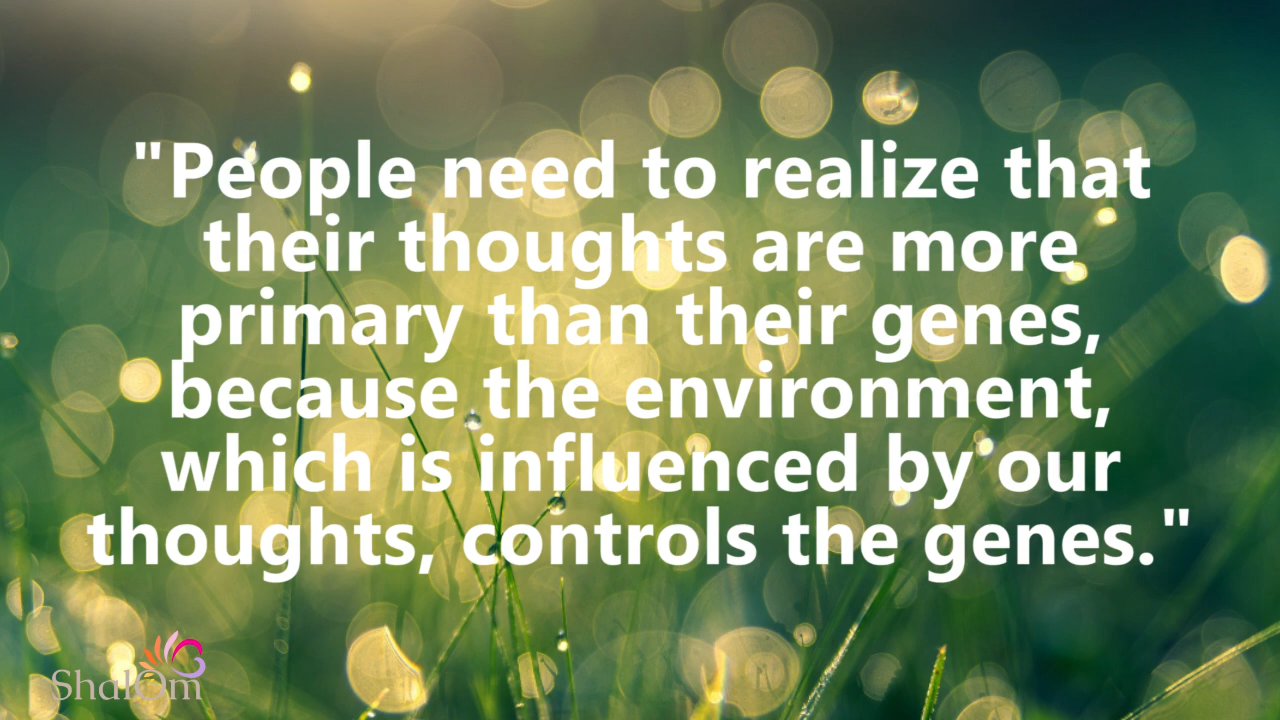 "People need to realize that
their thoughts are more
primary than their genes,
because the environment,
which is influenced by our
thoughts, controls the genes."
ShalOm